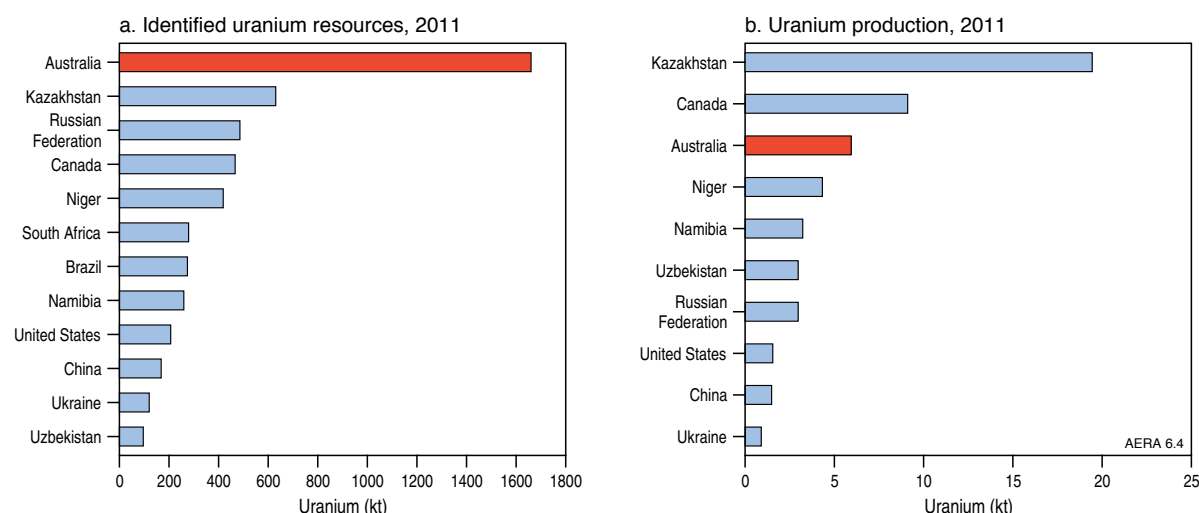 a. Identified uranium resources, 2011
Australia
Kazakhstan
Russian
Federation
Canada
Niger
South Africa
Brazil
Namibia
United States
China
Ukraine
Uzbekistan
0 200 400 600 800 1000 1200 1400 1600 1800
Uranium (kt)
b. Uranium production, 2011
Kazakhstan
Canada
Australia
Niger
Namibia
Uzbekistan
Russian
Federation
United States
China
Ukraine
AERA 6.4
0 5 10 15 20 25
Uranium (kt)